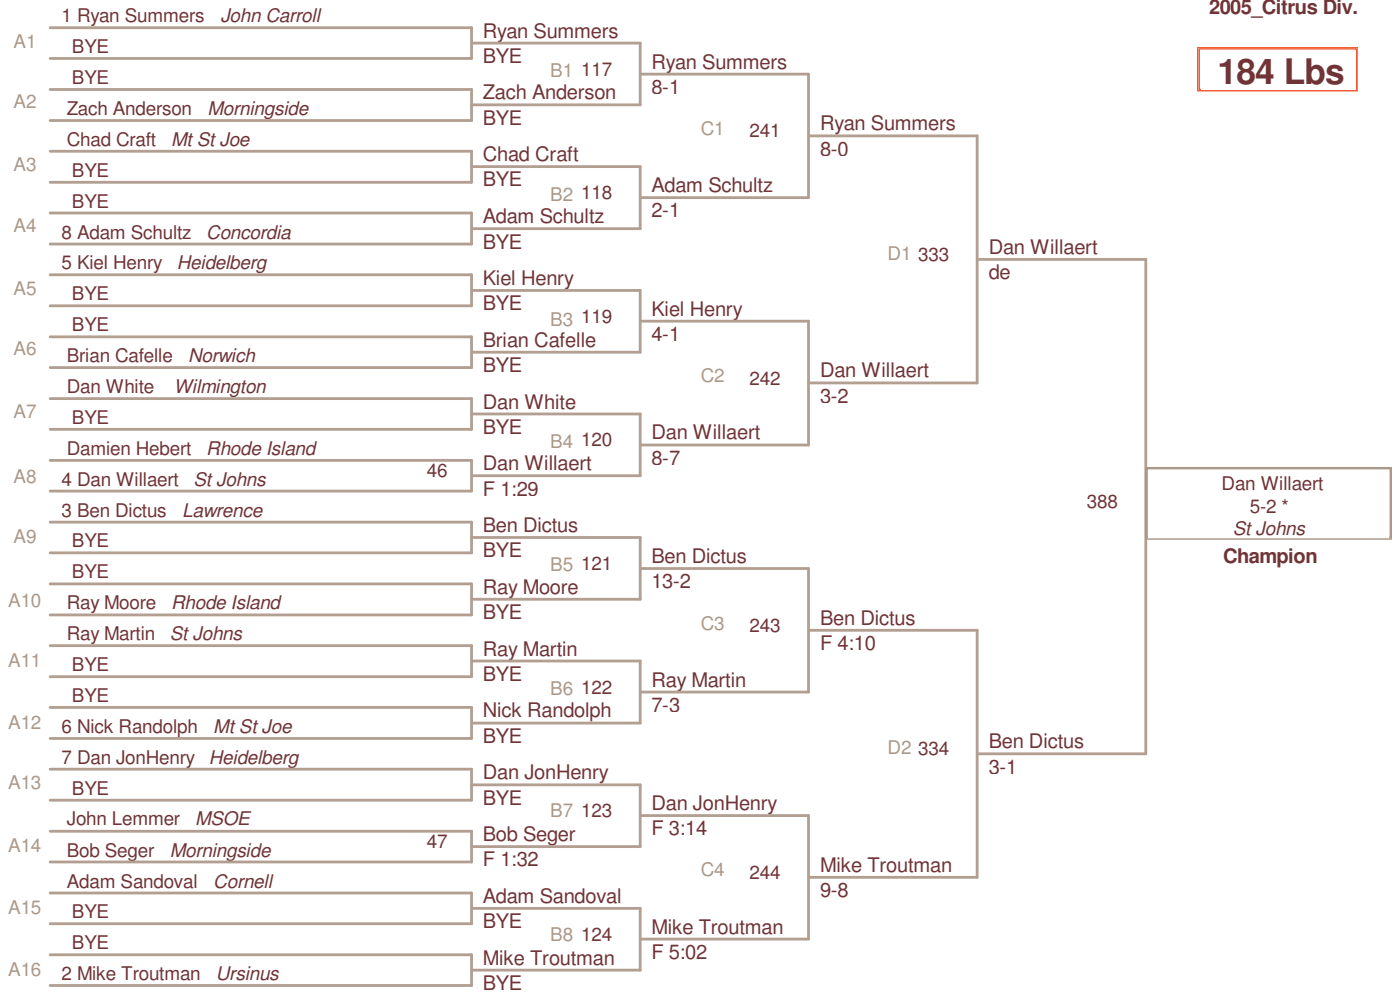 2005_Citrus Div.
184 Lbs
1 Ryan Summers John Carroll
A1
BYE
BYE
A2
Zach Anderson Morningside
Chad Craft Mt St Joe
A3
BYE
BYE
A4
8 Adam Schultz Concordia
5 Kiel Henry Heidelberg
A5
BYE
BYE
A6
Brian Cafelle Norwich
Dan White Wilmington
A7
BYE
Damien Hebert Rhode Island
A8
46
4 Dan Willaert St Johns
3 Ben Dictus Lawrence
A9
BYE
BYE
A10
Ray Moore Rhode Island
Ray Martin St Johns
A11
BYE
BYE
A12
6 Nick Randolph Mt St Joe
7 Dan JonHenry Heidelberg
A13
BYE
John Lemmer MSOE
A14
47
Bob Seger Morningside
Adam Sandoval Cornell
A15
BYE
BYE
A16
2 Mike Troutman Ursinus
Ryan Summers
BYE
B1 117
Zach Anderson
BYE
Chad Craft
BYE
B2 118
Adam Schultz
BYE
Kiel Henry
BYE
B3 119
Brian Cafelle
BYE
Dan White
BYE
B4 120
Dan Willaert
F 1:29
Ben Dictus
BYE
B5 121
Ray Moore
BYE
Ray Martin
BYE
B6 122
Nick Randolph
BYE
Dan JonHenry
BYE
B7 123
Bob Seger
F 1:32
Adam Sandoval
BYE
B8 124
Mike Troutman
BYE
Ryan Summers
8-1
C1 241
Adam Schultz
2-1
Kiel Henry
4-1
C2 242
Dan Willaert
8-7
Ben Dictus
13-2
C3 243
Ray Martin
7-3
Dan JonHenry
F 3:14
C4 244
Mike Troutman
F 5:02
Ryan Summers
8-0
D1 333
Dan Willaert
3-2
Ben Dictus
F 4:10
D2 334
Mike Troutman
9-8
Dan Willaert
de
388
Ben Dictus
3-1
Dan Willaert
5-2 *
St Johns
Champion